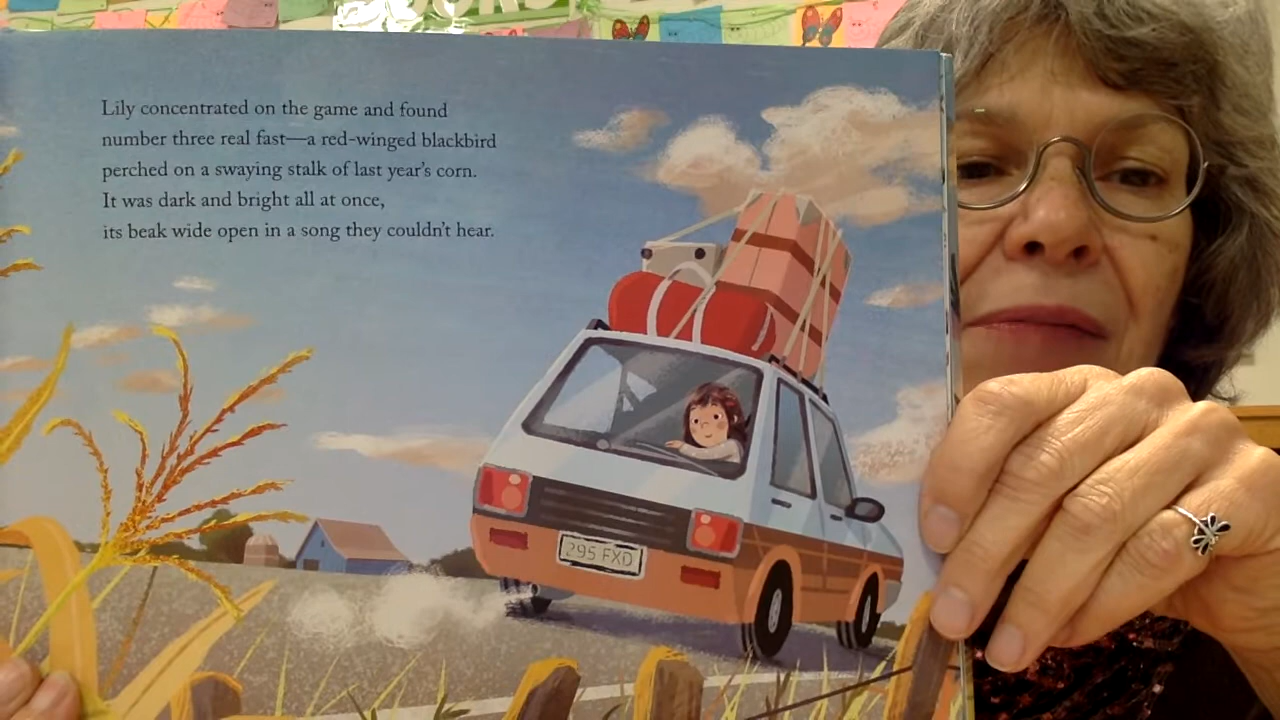 Lily concentrated on the game and found
number three real fast—a red-winged blackbird
perched on a swaying stalk of last year's corn.
It was dark and bright all at once,
its beak wide open in a song they couldn't hear.
295 FXD